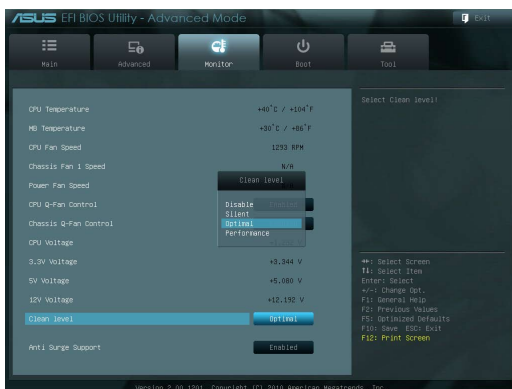 ASUS EFI BIOS Utility - Advanced Mode
Exit
Main
Advanced
Monitor
Boot
Tool
CPU Temperature +40°C / +104°F
MB Temperature +30°C / +86°F
CPU Fan Speed 1293 RPM
Chassis Fan 1 Speed N/A
Power Fan Speed
CPU Q-Fan Control
Chassis Q-Fan Control
CPU Voltage
3.3V Voltage +3.344 V
5V Voltage +5.080 V
12V Voltage +12.192 V
Clean level Optimal
Anti Surge Support Enabled
Clean level
Disable
Silent
Optimal
Performance
Select Clean level!
→←: Select Screen
↑↓: Select Item
Enter: Select
+/-: Change Opt.
F1: General Help
F2: Previous Values
F5: Optimized Defaults
F10: Save ESC: Exit
F12: Print Screen
Version 2.00.1201. Copyright (C) 2010 American Megatrends, Inc.